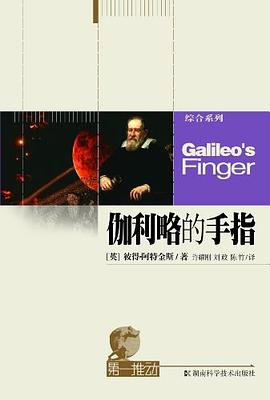 综合系列
Galileo's
Finger
伽利略的手指
[英] 彼得·阿特金斯/著 许耀刚 刘政 陈竹/译
第一推动
湖南科学技术出版社